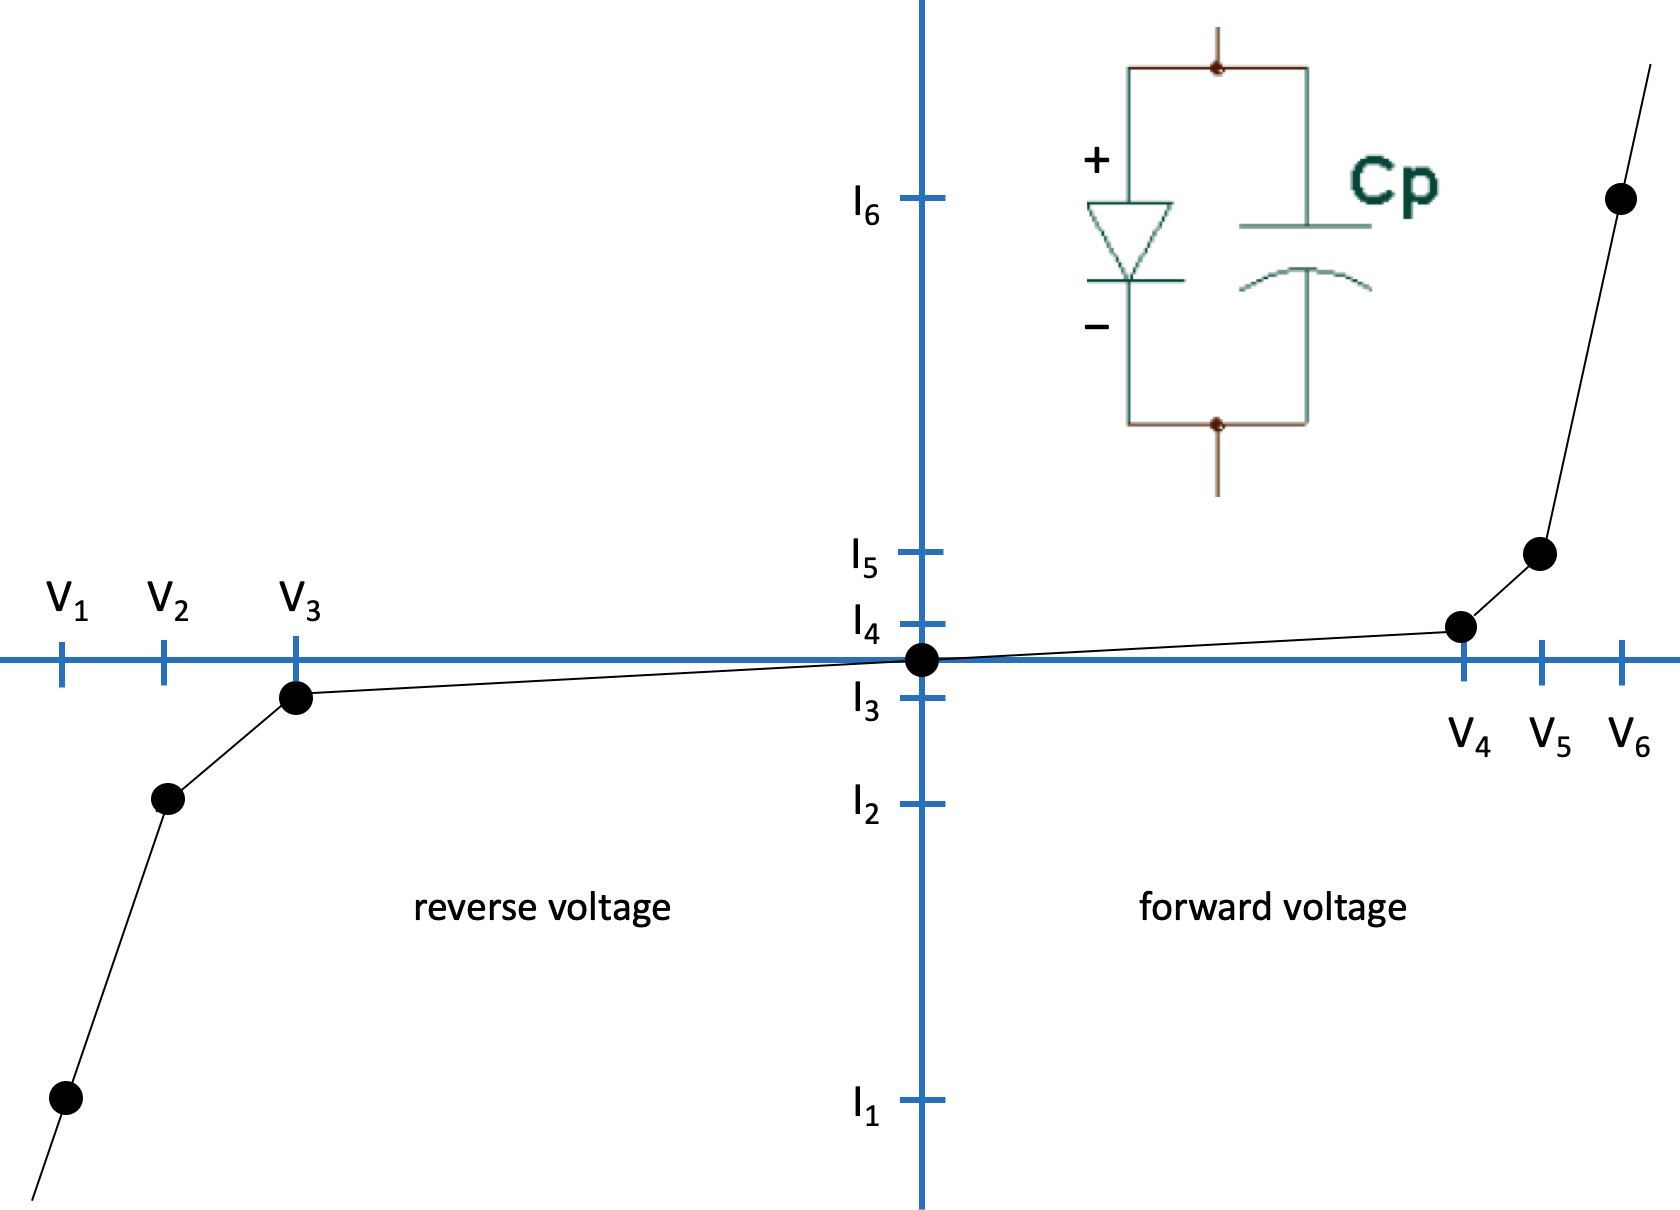 +
Cp
−
I₆
I₅
I₄
V₁ V₂ V₃
I₃
V₄ V₅ V₆
I₂
reverse voltage
forward voltage
I₁